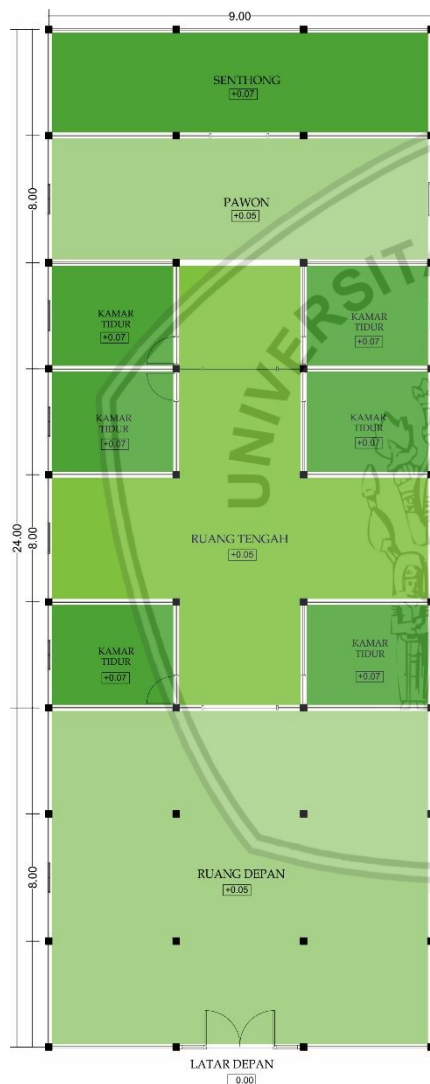 9.00
SENTHONG
+0.07
8.00
PAWON
+0.05
KAMAR
TIDUR
+0.07
KAMAR
TIDUR
+0.07
KAMAR
TIDUR
+0.07
KAMAR
TIDUR
+0.07
UNIVERSITA
24.00
8.00
RUANG TENGAH
+0.05
KAMAR
TIDUR
+0.07
KAMAR
TIDUR
+0.07
8.00
RUANG DEPAN
+0.05
LATAR DEPAN
0.00